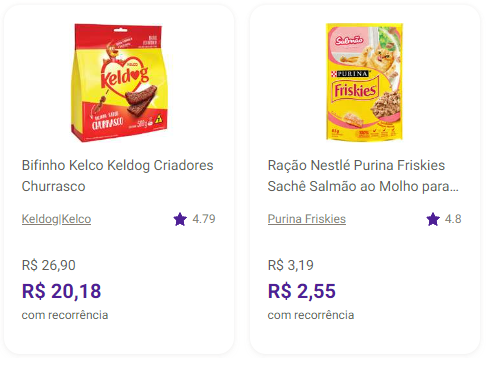 KELCO
Keldog
CHURRASCO
500g
Bifinho Kelco Keldog Criadores
Churrasco
Keldog|Kelco
4.79
R$ 26,90
R$ 20,18
com recorrência
Salmão
PURINA
Friskies
Ração Nestlé Purina Friskies
Sachê Salmão ao Molho para...
Purina Friskies
4.8
R$ 3,19
R$ 2,55
com recorrência